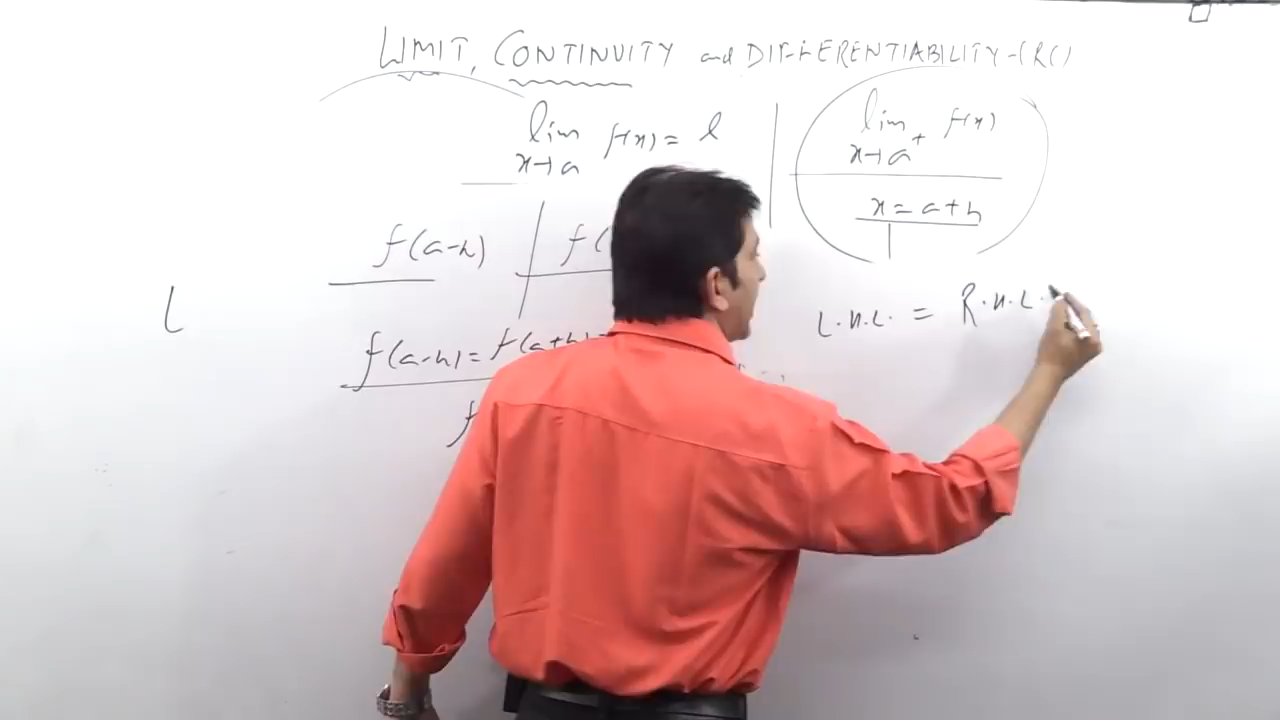 LIMIT, CONTINUITY and DIFFERENTIABILITY-(RC)
lim x→a f(x) = l
lim x→a⁺ f(x)
x = a+h
f(a-h) f(
L
L.H.L. = R.H.L.
f(a-h) = f(a+h)
f